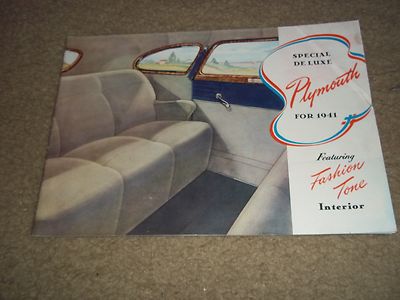 SPECIAL
DE LUXE
Plymouth
FOR 1941
Featuring
Fashion
Tone
Interior